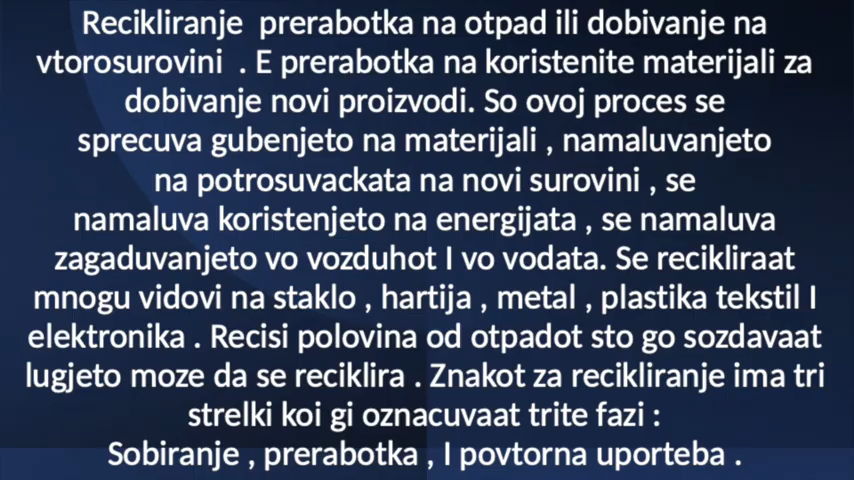 Recikliranje  prerabotka na otpad ili dobivanje na
vtorosurovini  . E prerabotka na koristenite materijali za
dobivanje novi proizvodi. So ovoj proces se
sprecuva gubenjeto na materijali , namaluvanjeto
na potrosuvackata na novi surovini , se
namaluva koristenjeto na energijata , se namaluva
zagaduvanjeto vo vozduhot I vo vodata. Se recikliraat
mnogu vidovi na staklo , hartija , metal , plastika tekstil I
elektronika . Recisi polovina od otpadot sto go sozdavaat
lugjeto moze da se reciklira . Znakot za recikliranje ima tri
strelki koi gi oznacuvaat trite fazi :
Sobiranje , prerabotka , I povtorna uporteba .